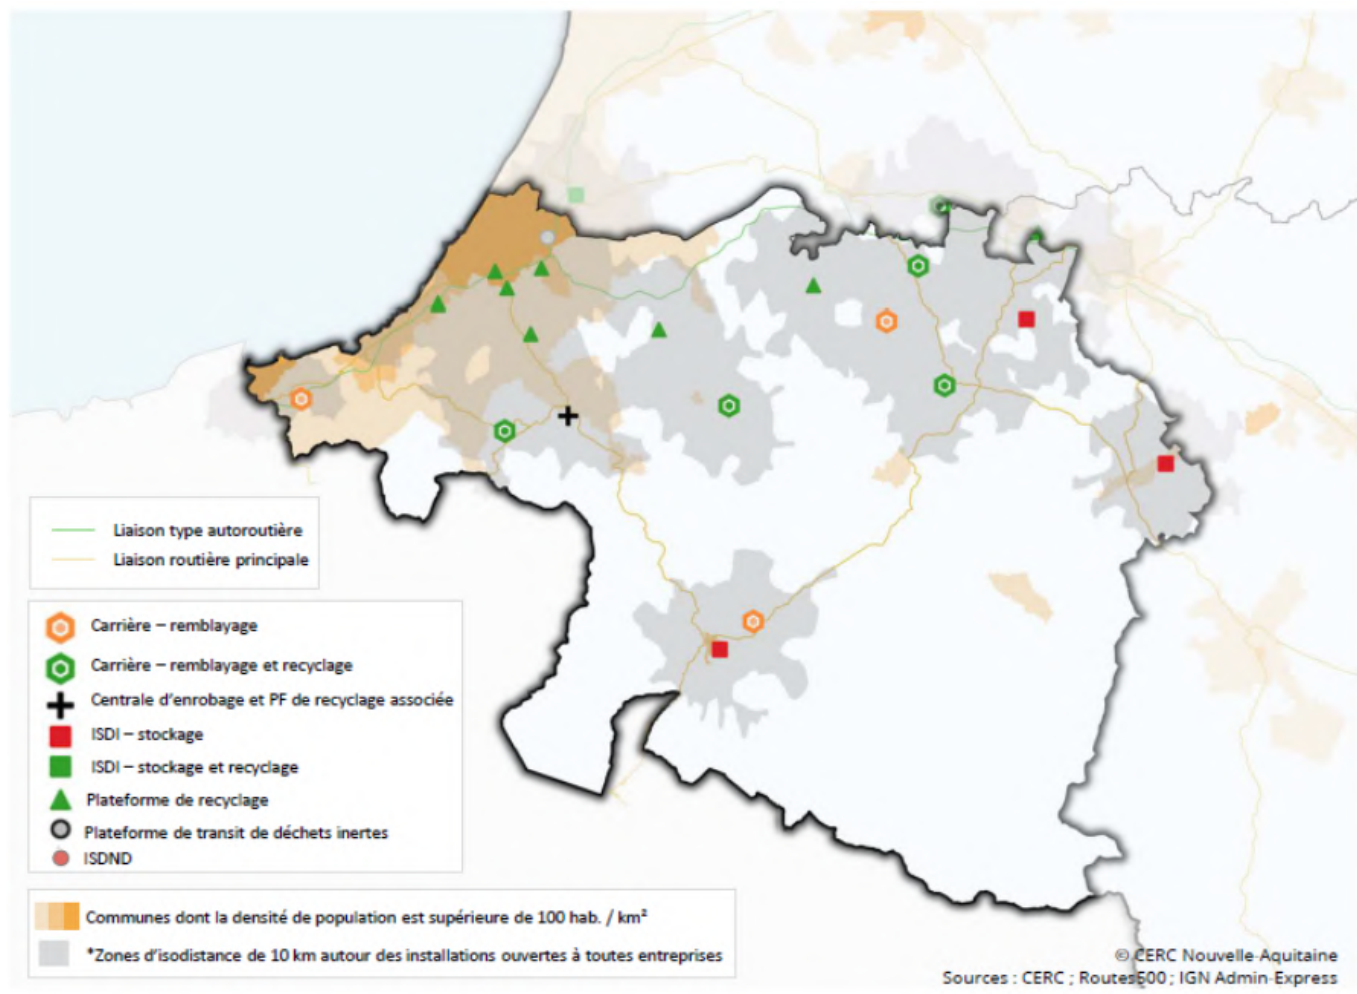 Liaison type autoroutière
Liaison routière principale
Carrière – remblayage
Carrière – remblayage et recyclage
Centrale d'enrobage et PF de recyclage associée
ISDI – stockage
ISDI – stockage et recyclage
Plateforme de recyclage
Plateforme de transit de déchets inertes
ISDND
Communes dont la densité de population est supérieure de 100 hab. / km²
*Zones d'isodistance de 10 km autour des installations ouvertes à toutes entreprises
© CERC Nouvelle-Aquitaine
Sources : CERC ; Routes500 ; IGN Admin-Express